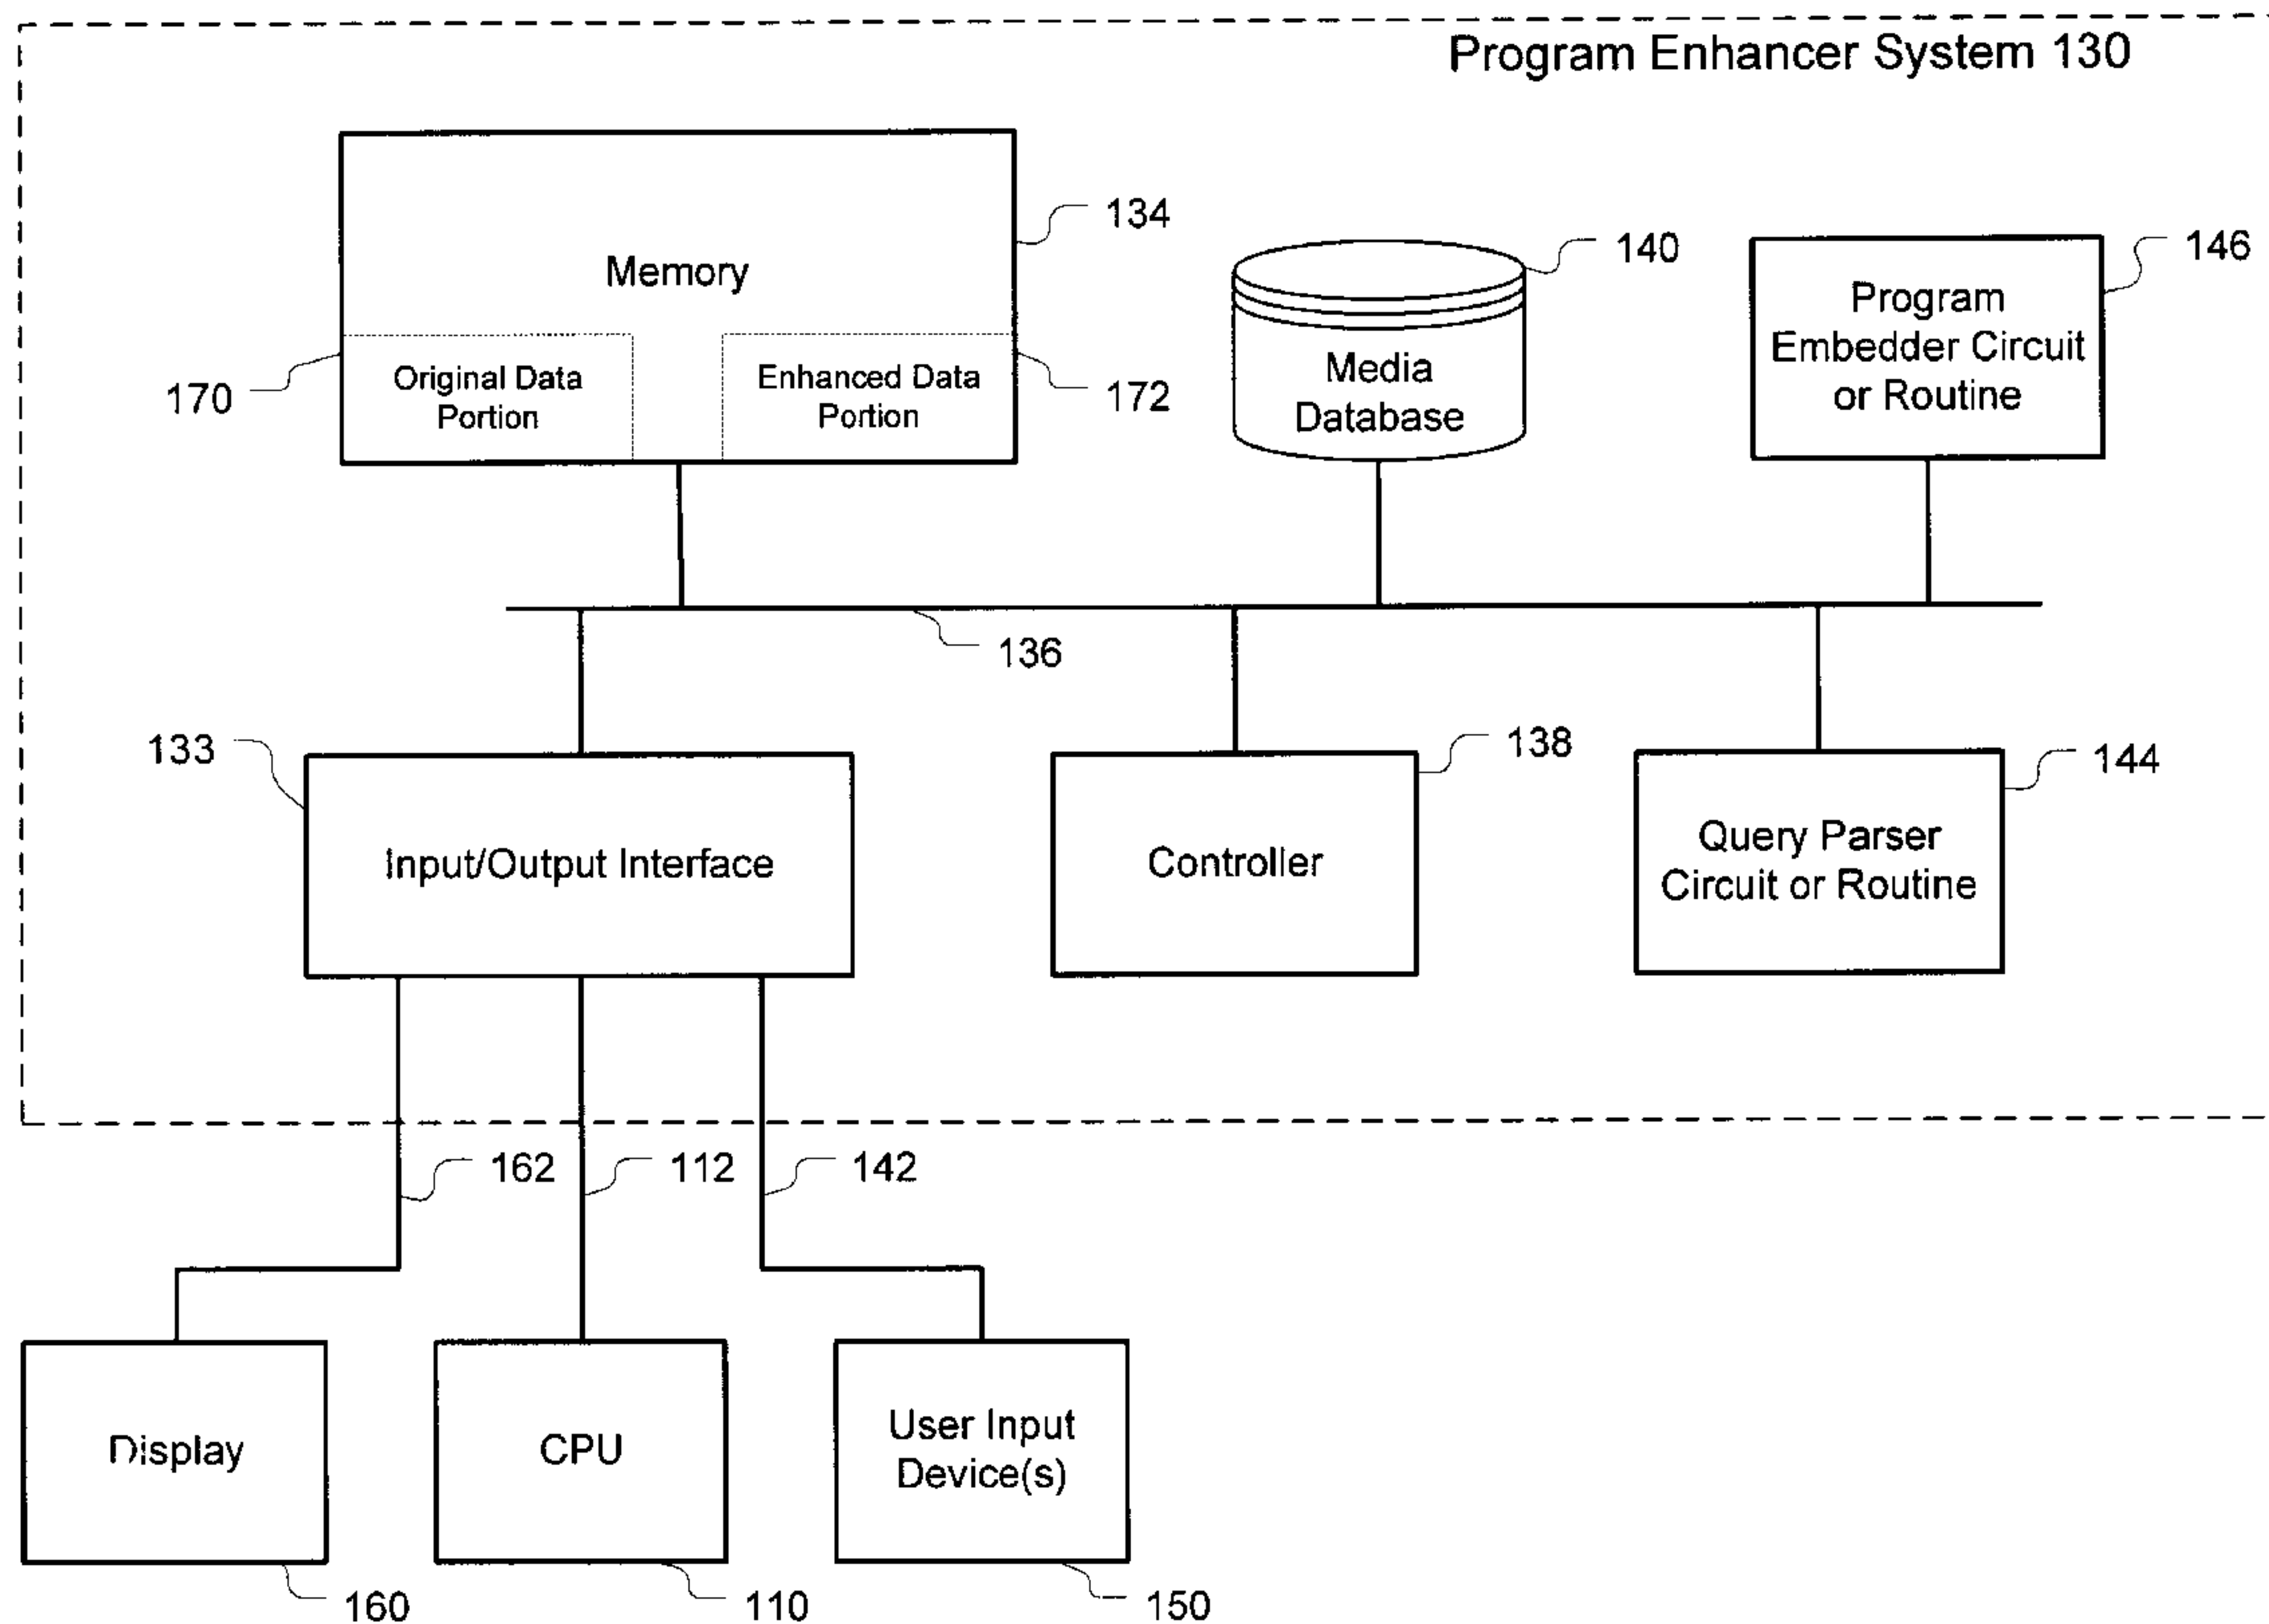 Program Enhancer System 130
134
Memory
140
146
Program
Embedder Circuit
or Routine
Media
Database
170
Original Data
Portion
Enhanced Data
Portion
172
136
133
138
144
Input/Output Interface
Controller
Query Parser
Circuit or Routine
162
112
142
Display
CPU
User Input
Device(s)
160
110
150